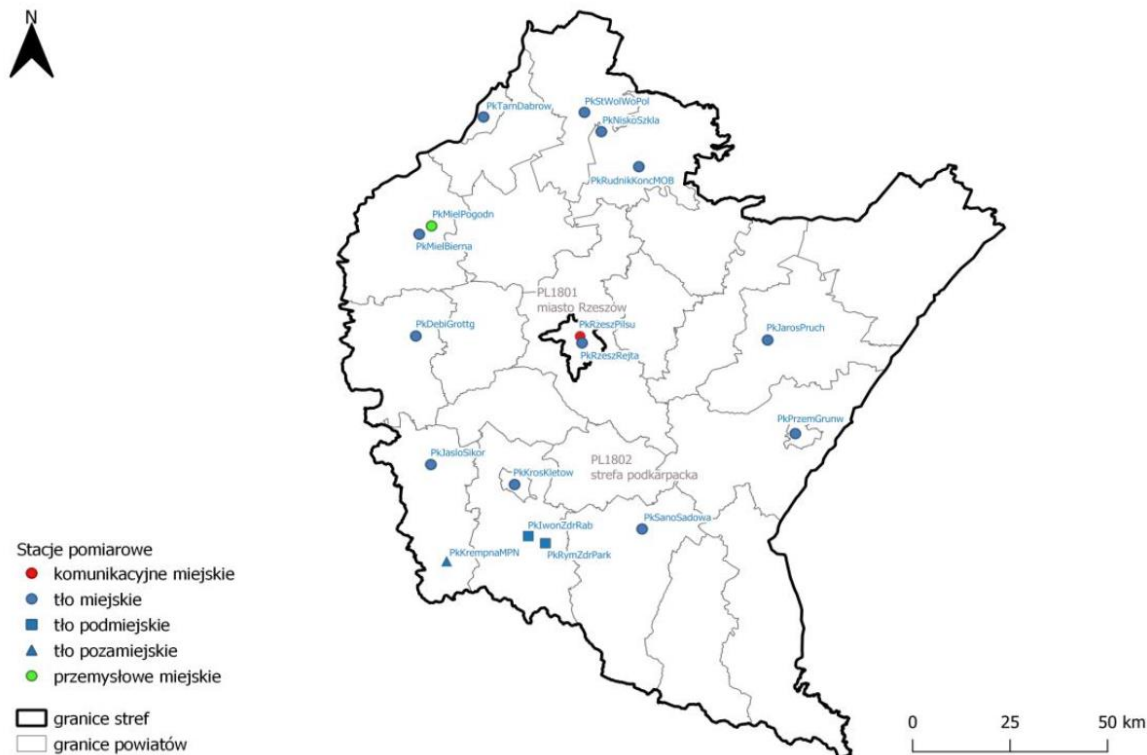 N
PkTarnDabrow
PkStWolWoPol
PkNiskoSzkla
PkRudnikKoncMOB
PkMielPogodn
PkMielBierna
PL1801
miasto Rzeszów
PkDebiGrottg
PkRzeszPilsu
PkRzeszRejta
PkJarosPruch
PkPrzemGrunw
PkJasloSikor
PL1802
strefa podkarpacka
PkKrosKletow
PkSanoSadowa
PkIwonZdrRab
PkRymZdrPark
PkKrempnaMPN
Stacje pomiarowe
komunikacyjne miejskie
tło miejskie
tło podmiejskie
tło pozamiejskie
przemysłowe miejskie
granice stref
granice powiatów
0 25 50 km